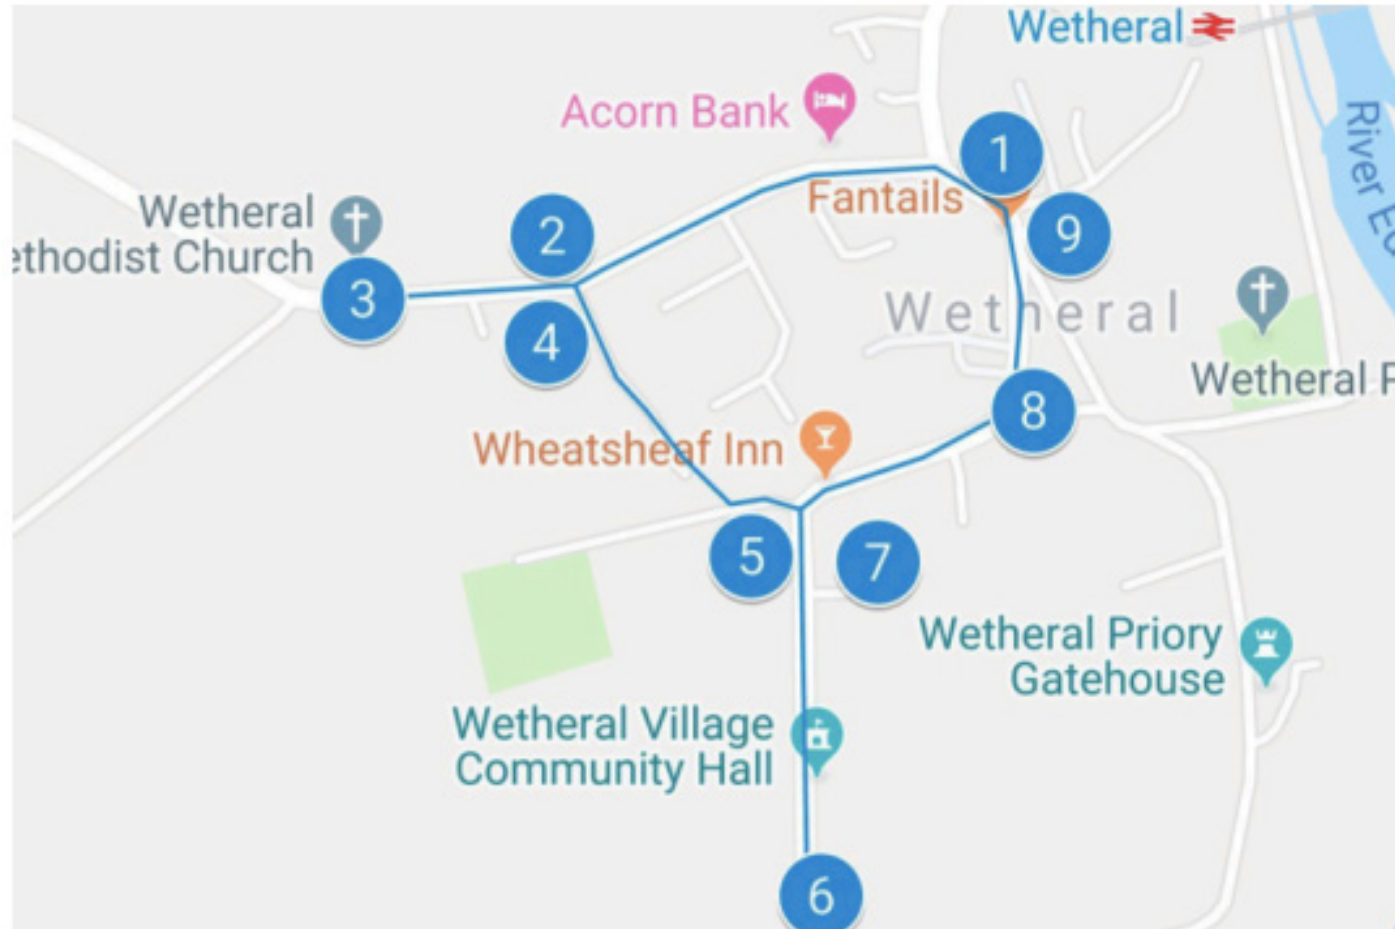 Wetheral
Acorn Bank
1
Fantails
Wetheral
ethodist Church
2
9
3
River Ed
Wetheral
4
Wetheral P
8
Wheatsheaf Inn
5
7
Wetheral Priory
Gatehouse
Wetheral Village
Community Hall
6